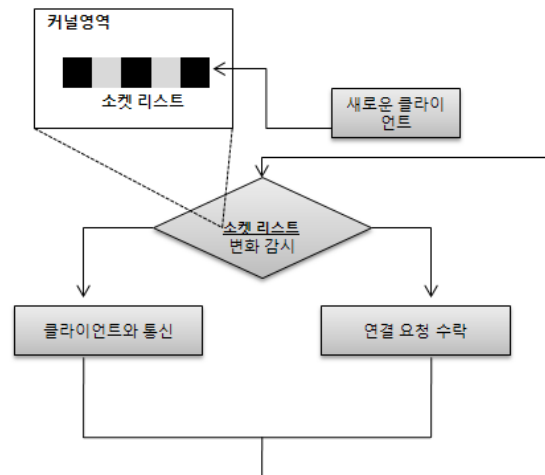 커널영역
소켓 리스트
새로운 클라이
언트
소켓 리스트
변화 감시
클라이언트와 통신
연결 요청 수락